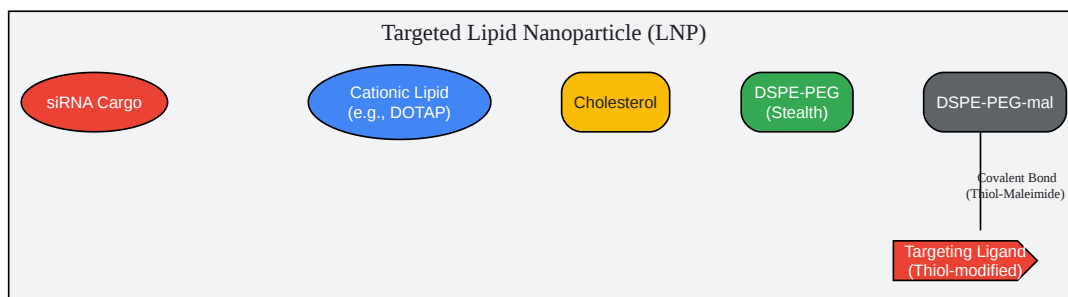 Targeted Lipid Nanoparticle (LNP)
siRNA Cargo
Cationic Lipid
(e.g., DOTAP)
Cholesterol
DSPE-PEG
(Stealth)
DSPE-PEG-mal
Covalent Bond
(Thiol-Maleimide)
Targeting Ligand
(Thiol-modified)